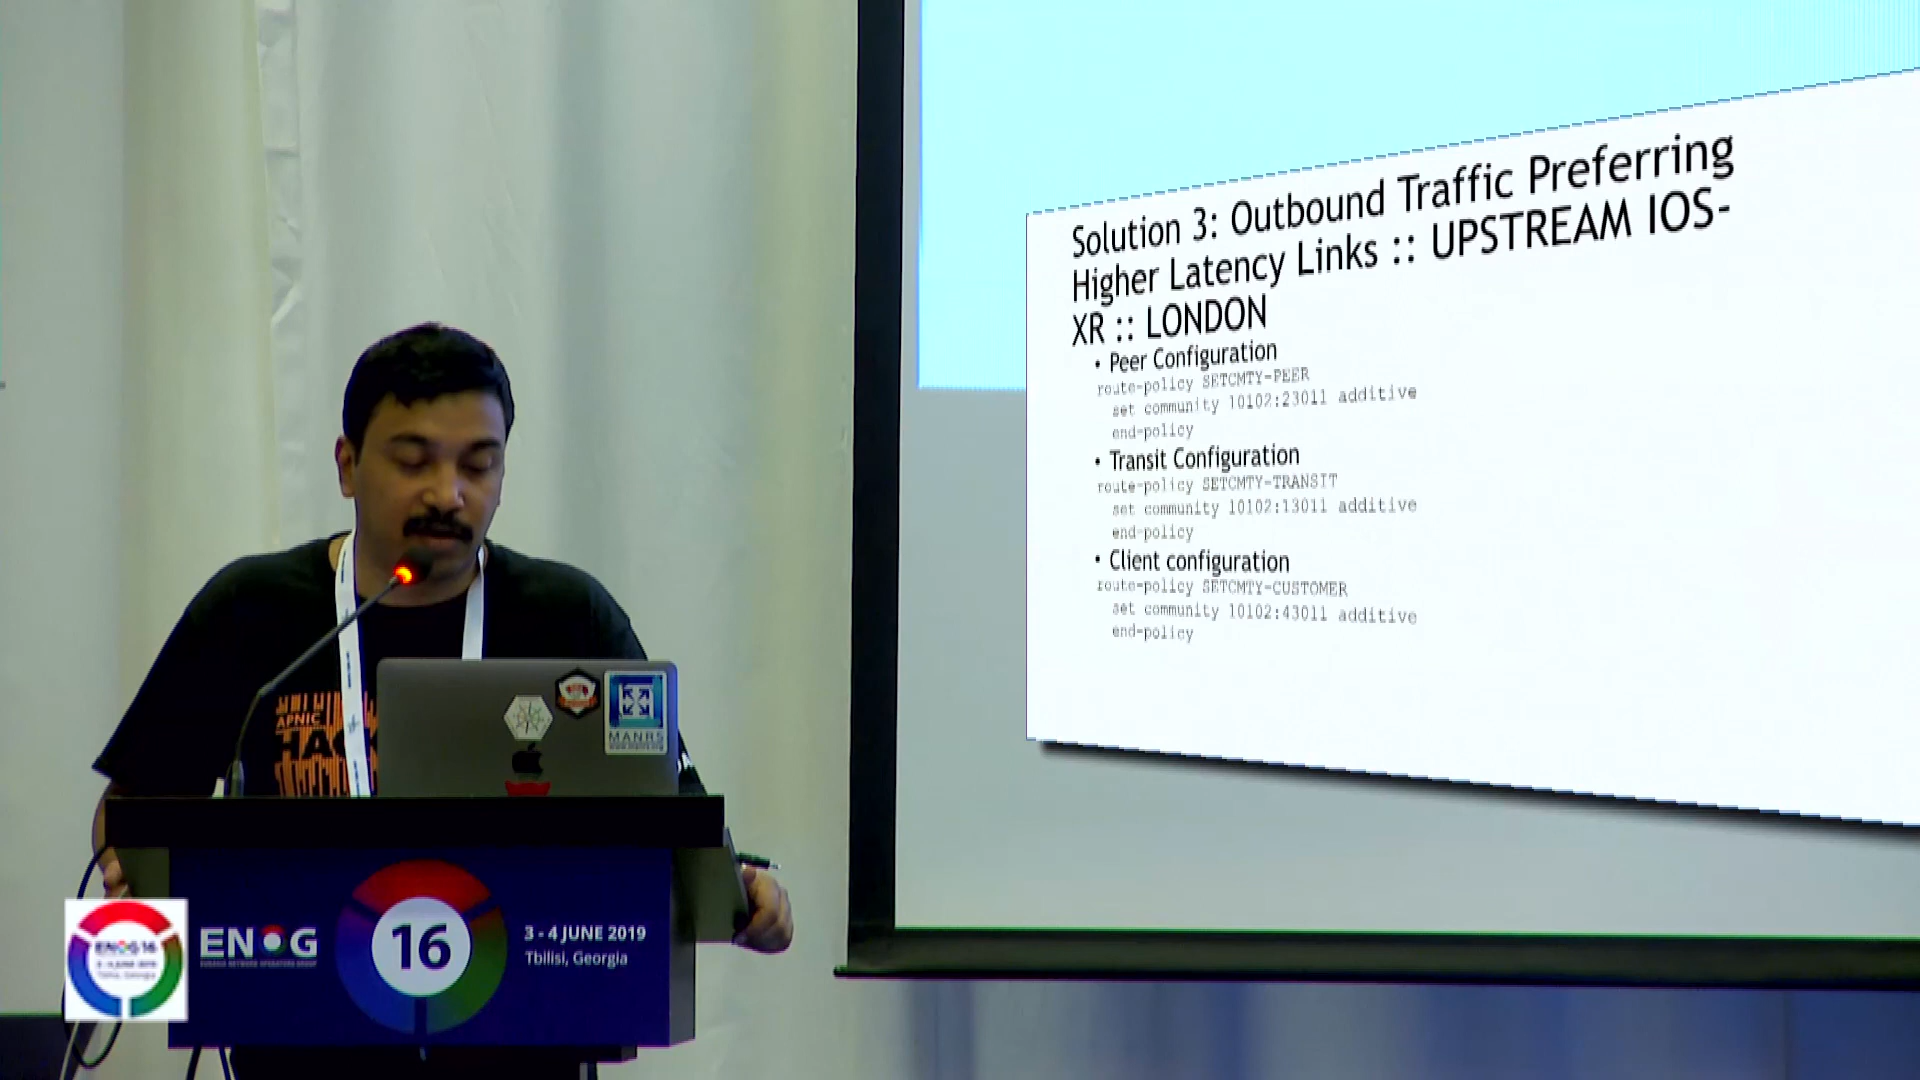 Solution 3: Outbound Traffic Preferring
Higher Latency Links :: UPSTREAM IOS-
XR :: LONDON
• Peer Configuration
route-policy SETCMTY-PEER
set community 10102:23011 additive
end-policy
• Transit Configuration
route-policy SETCMTY-TRANSIT
set community 10102:13011 additive
end-policy
• Client configuration
route-policy SETCMTY-CUSTOMER
set community 10102:43011 additive
end-policy
APNIC
MANRS
ENOG
16
3 - 4 JUNE 2019
Tbilisi, Georgia
ENOG 16